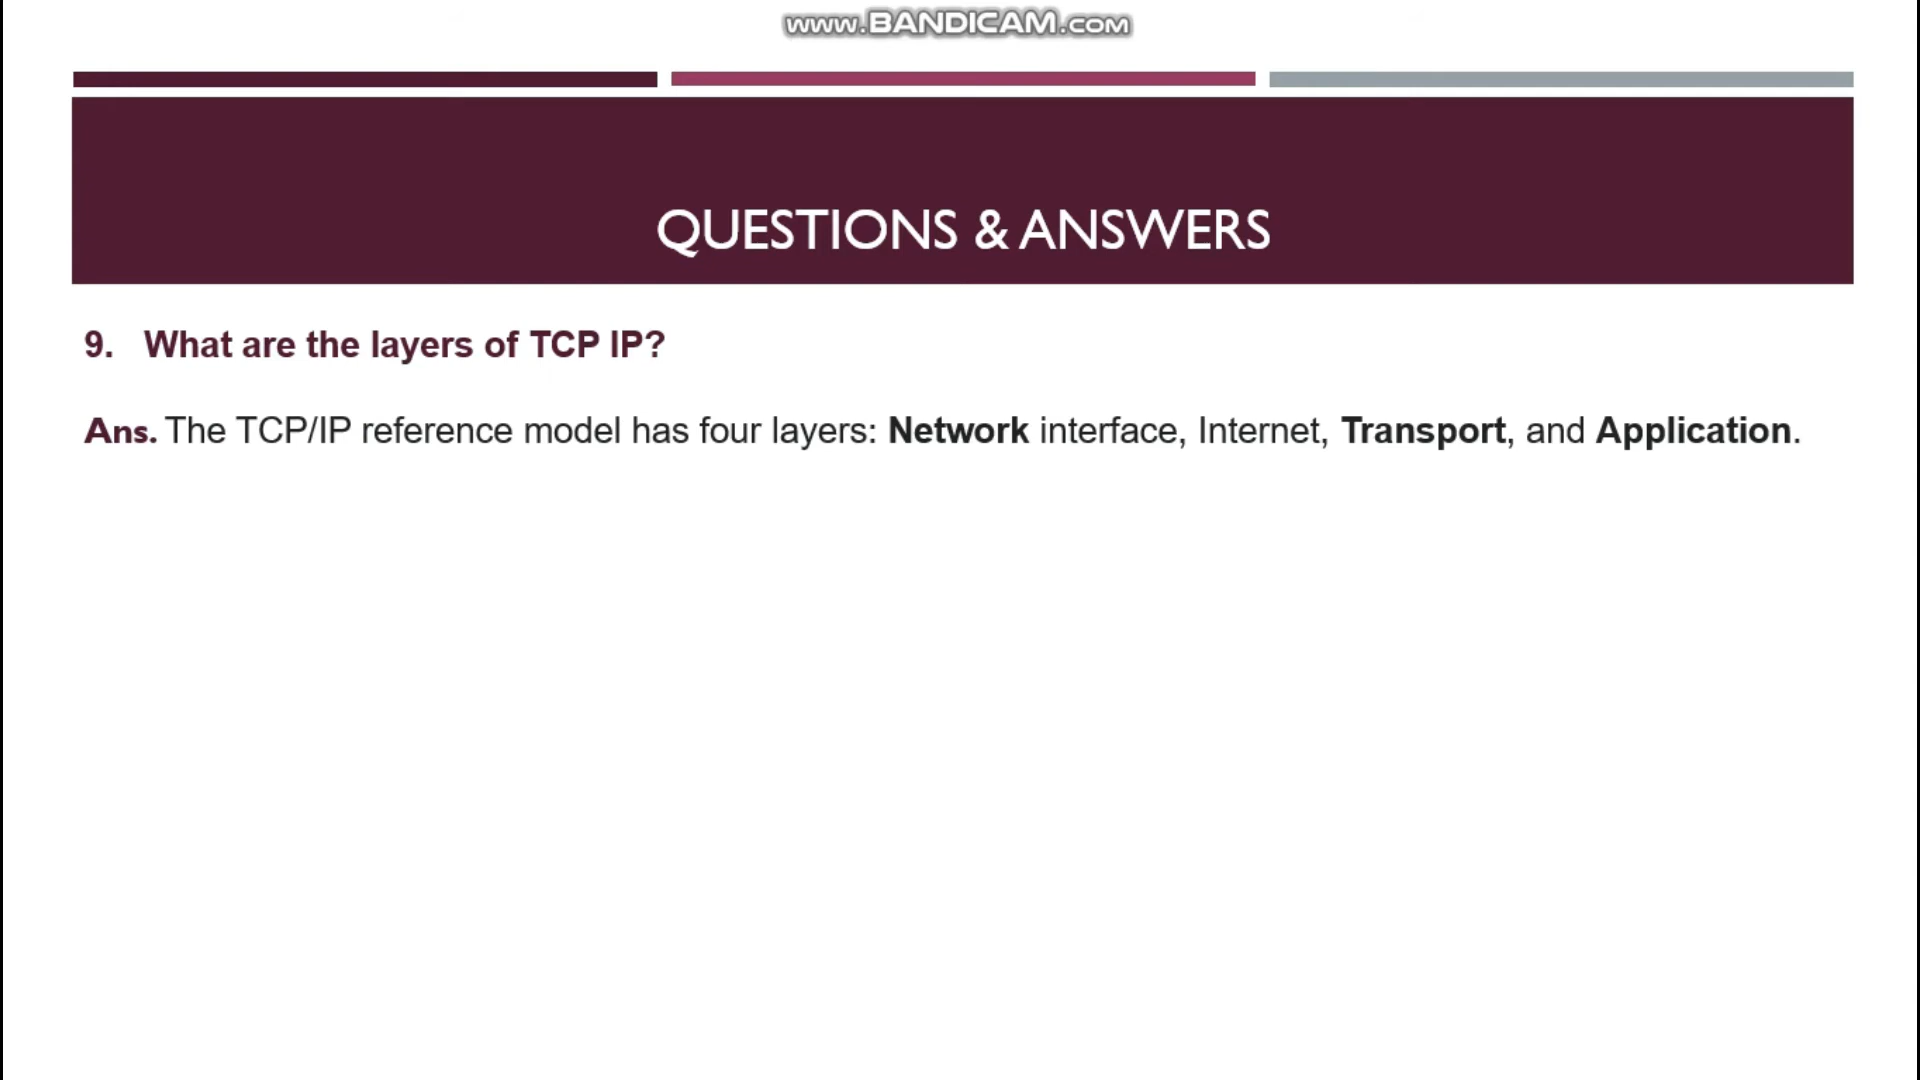 www.BANDICAM.com
QUESTIONS & ANSWERS
9. What are the layers of TCP IP?
Ans. The TCP/IP reference model has four layers: Network interface, Internet, Transport, and Application.